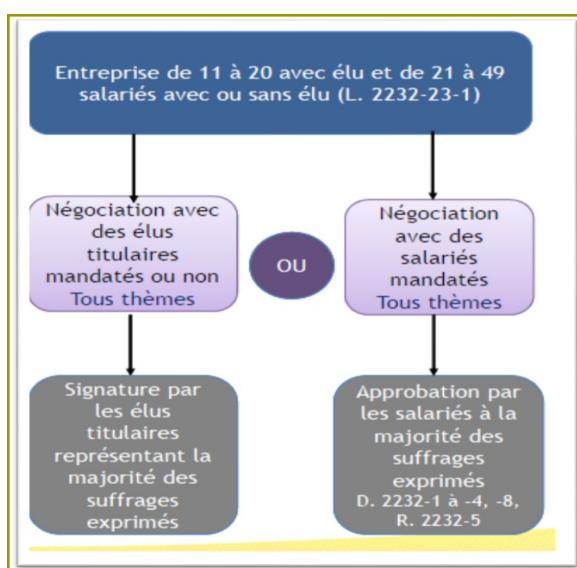 Entreprise de 11 à 20 avec élu et de 21 à 49
salariés avec ou sans élu (L. 2232-23-1)
Négociation avec
des élus
titulaires
mandatés ou non
Tous thèmes
OU
Négociation
avec des
salariés
mandatés
Tous thèmes
Signature par
les élus
titulaires
représentant la
majorité des
suffrages
exprimés
Approbation par
les salariés à la
majorité des
suffrages
exprimés
D. 2232-1 à -4, -8,
R. 2232-5